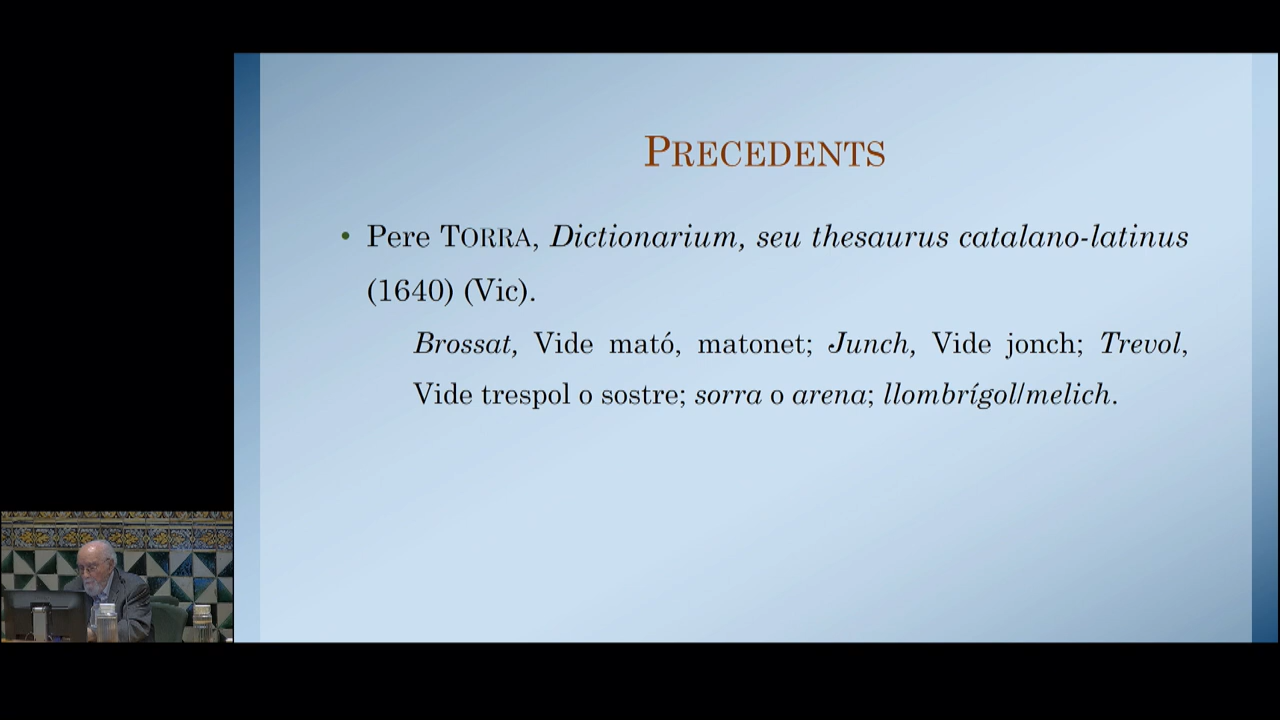 PRECEDENTS
• Pere TORRA, Dictionarium, seu thesaurus catalano-latinus
(1640) (Vic).
Brossat, Vide mató, matonet; Junch, Vide jonch; Trevol,
Vide trespol o sostre; sorra o arena; llombrígol/melich.